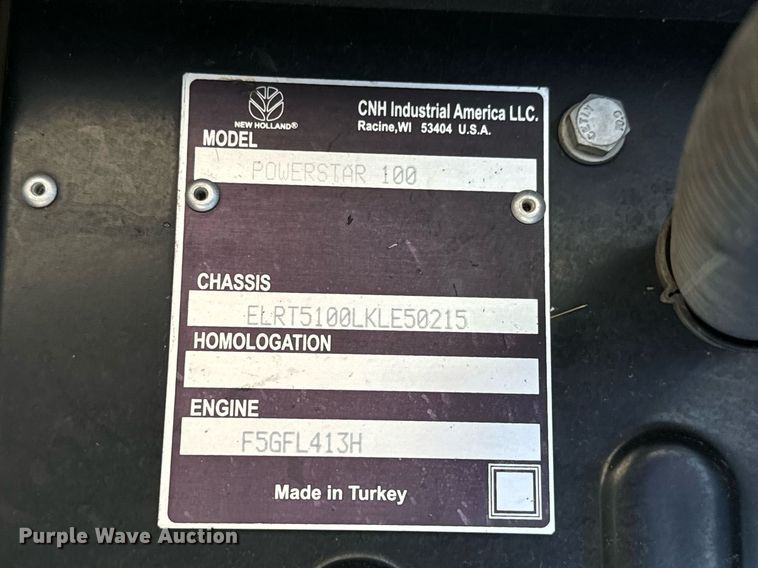 NEW HOLLAND®
CNH Industrial America LLC.
Racine,WI 53404 U.S.A.
MODEL
POWERSTAR 100
CHASSIS
ELRT5100LKLE50215
HOMOLOGATION
ENGINE
F5GFL413H
Made in Turkey
Purple Wave Auction